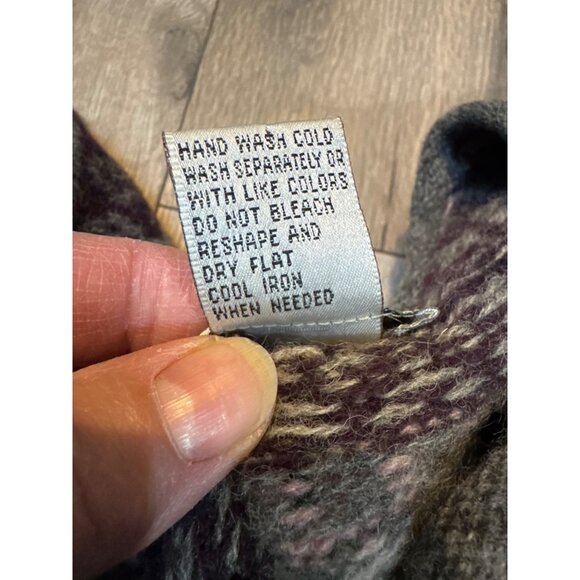 HAND WASH COLD
WASH SEPARATELY OR
WITH LIKE COLORS
DO NOT BLEACH
RESHAPE AND
DRY FLAT
COOL IRON
WHEN NEEDED